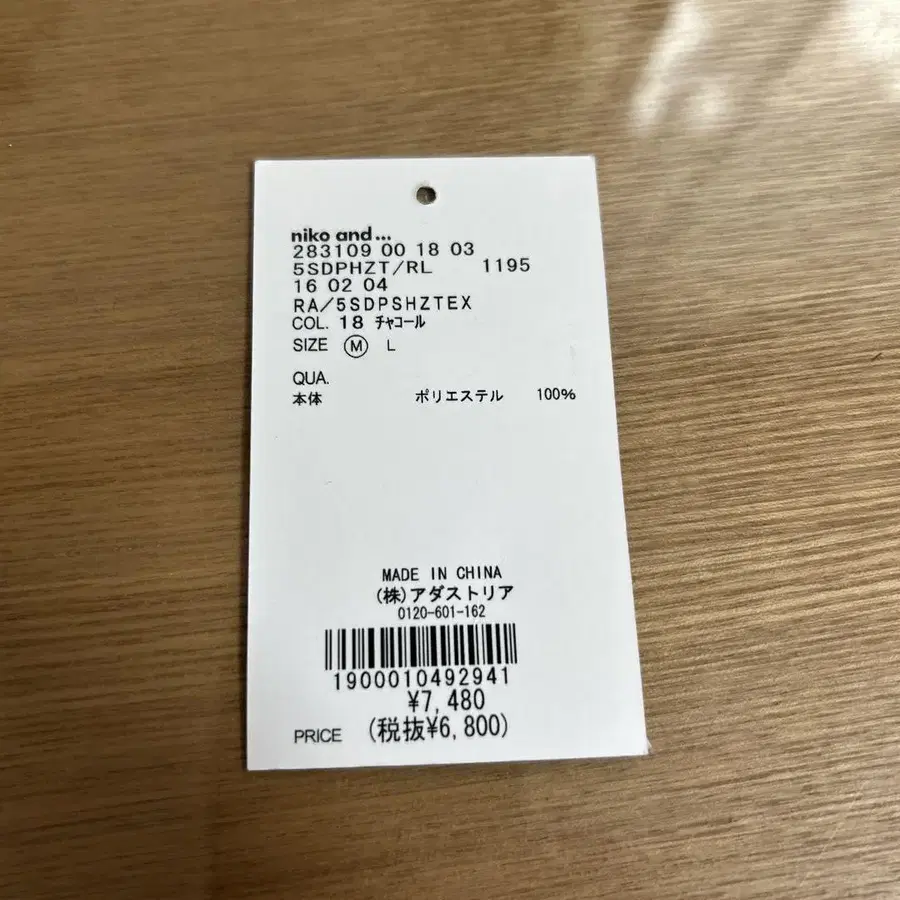 niko and...
283109 00 18 03
5SDPHZT/RL 1195
16 02 04
RA/5SDPSHZTEX
COL. 18 ﾁｬｺｰﾙ
SIZE Ⓜ L
QUA.
本体 ポリエステル 100%
MADE IN CHINA
(株)アダストリア
0120-601-162
1900010492941
¥7,480
PRICE (税抜¥6,800)